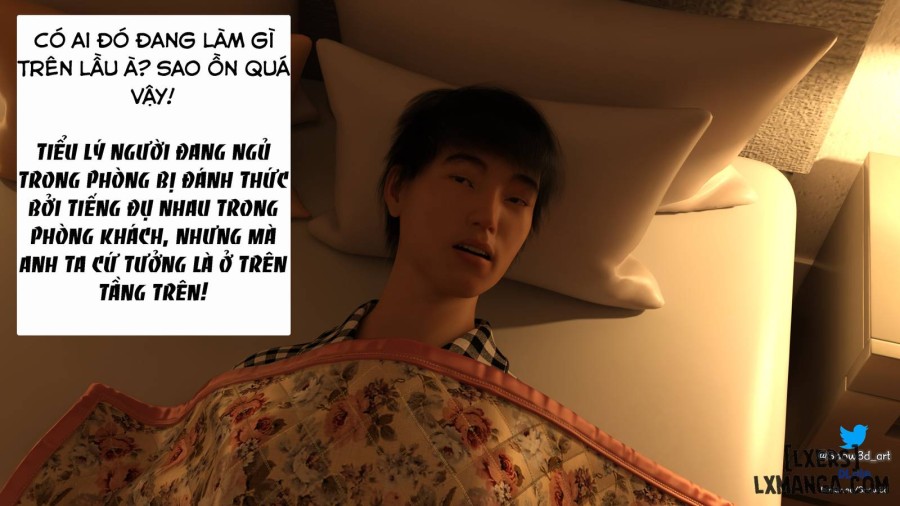 CÓ AI ĐÓ ĐANG LÀM GÌ
TRÊN LẦU À? SAO ỒN QUÁ
VẬY!
TIỂU LÝ NGƯỜI ĐANG NGỦ
TRONG PHÒNG BỊ ĐÁNH THỨC
BỞI TIẾNG ĐỤ NHAU TRONG
PHÒNG KHÁCH, NHƯNG MÀ
ANH TA CỨ TƯỞNG LÀ Ở TRÊN
TẦNG TRÊN!
[LXERS]
LXMANGA.COM